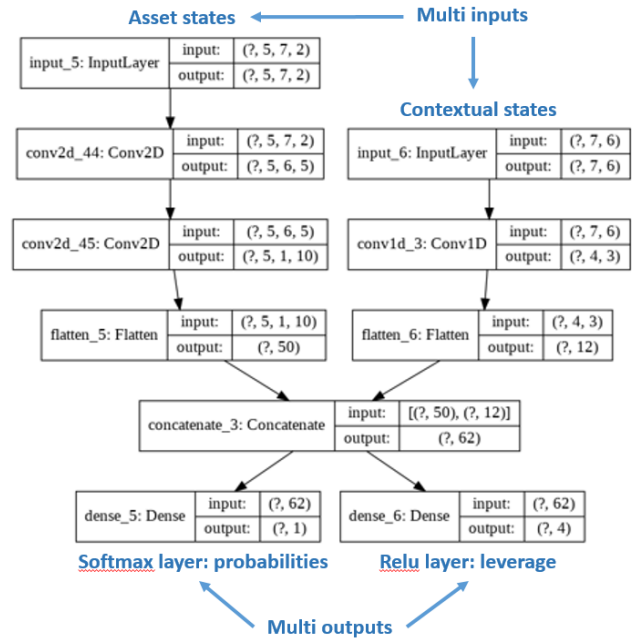 Asset states
Multi inputs
input_5: InputLayer
input: (?, 5, 7, 2)
output: (?, 5, 7, 2)
Contextual states
conv2d_44: Conv2D
input: (?, 5, 7, 2)
output: (?, 5, 6, 5)
input_6: InputLayer
input: (?, 7, 6)
output: (?, 7, 6)
conv2d_45: Conv2D
input: (?, 5, 6, 5)
output: (?, 5, 1, 10)
conv1d_3: Conv1D
input: (?, 7, 6)
output: (?, 4, 3)
flatten_5: Flatten
input: (?, 5, 1, 10)
output: (?, 50)
flatten_6: Flatten
input: (?, 4, 3)
output: (?, 12)
concatenate_3: Concatenate
input: [(?, 50), (?, 12)]
output: (?, 62)
dense_5: Dense
input: (?, 62)
output: (?, 1)
dense_6: Dense
input: (?, 62)
output: (?, 4)
Softmax layer: probabilities
Relu layer: leverage
Multi outputs